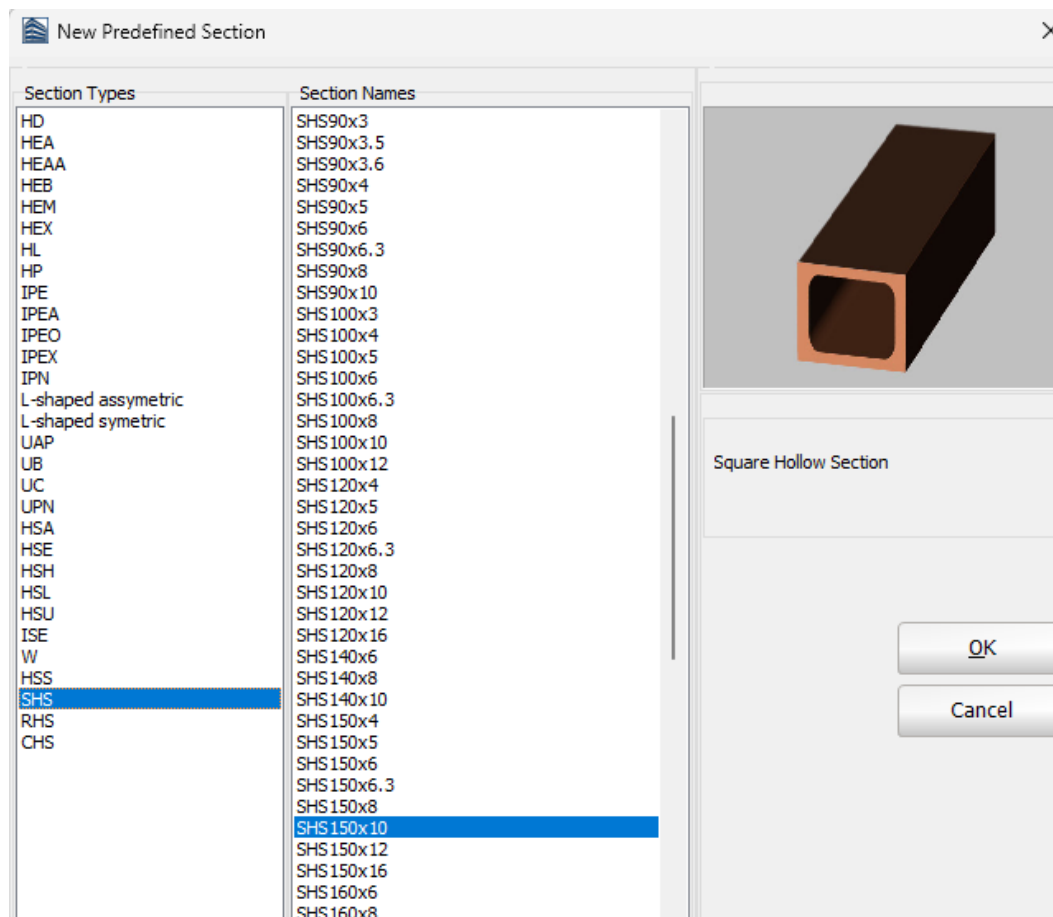 New Predefined Section
Section Types
HD
HEA
HEAA
HEB
HEM
HEX
HL
HP
IPE
IPEA
IPEO
IPEX
IPN
L-shaped assymetric
L-shaped symetric
UAP
UB
UC
UPN
HSA
HSE
HSH
HSL
HSU
ISE
W
HSS
SHS
RHS
CHS
Section Names
SHS90x3
SHS90x3.5
SHS90x3.6
SHS90x4
SHS90x5
SHS90x6
SHS90x6.3
SHS90x8
SHS90x10
SHS100x3
SHS100x4
SHS100x5
SHS100x6
SHS100x6.3
SHS100x8
SHS100x10
SHS100x12
SHS120x4
SHS120x5
SHS120x6
SHS120x6.3
SHS120x8
SHS120x10
SHS120x12
SHS120x16
SHS140x6
SHS140x8
SHS140x10
SHS150x4
SHS150x5
SHS150x6
SHS150x6.3
SHS150x8
SHS150x10
SHS150x12
SHS150x16
SHS160x6
SHS160x8
Square Hollow Section
OK
Cancel